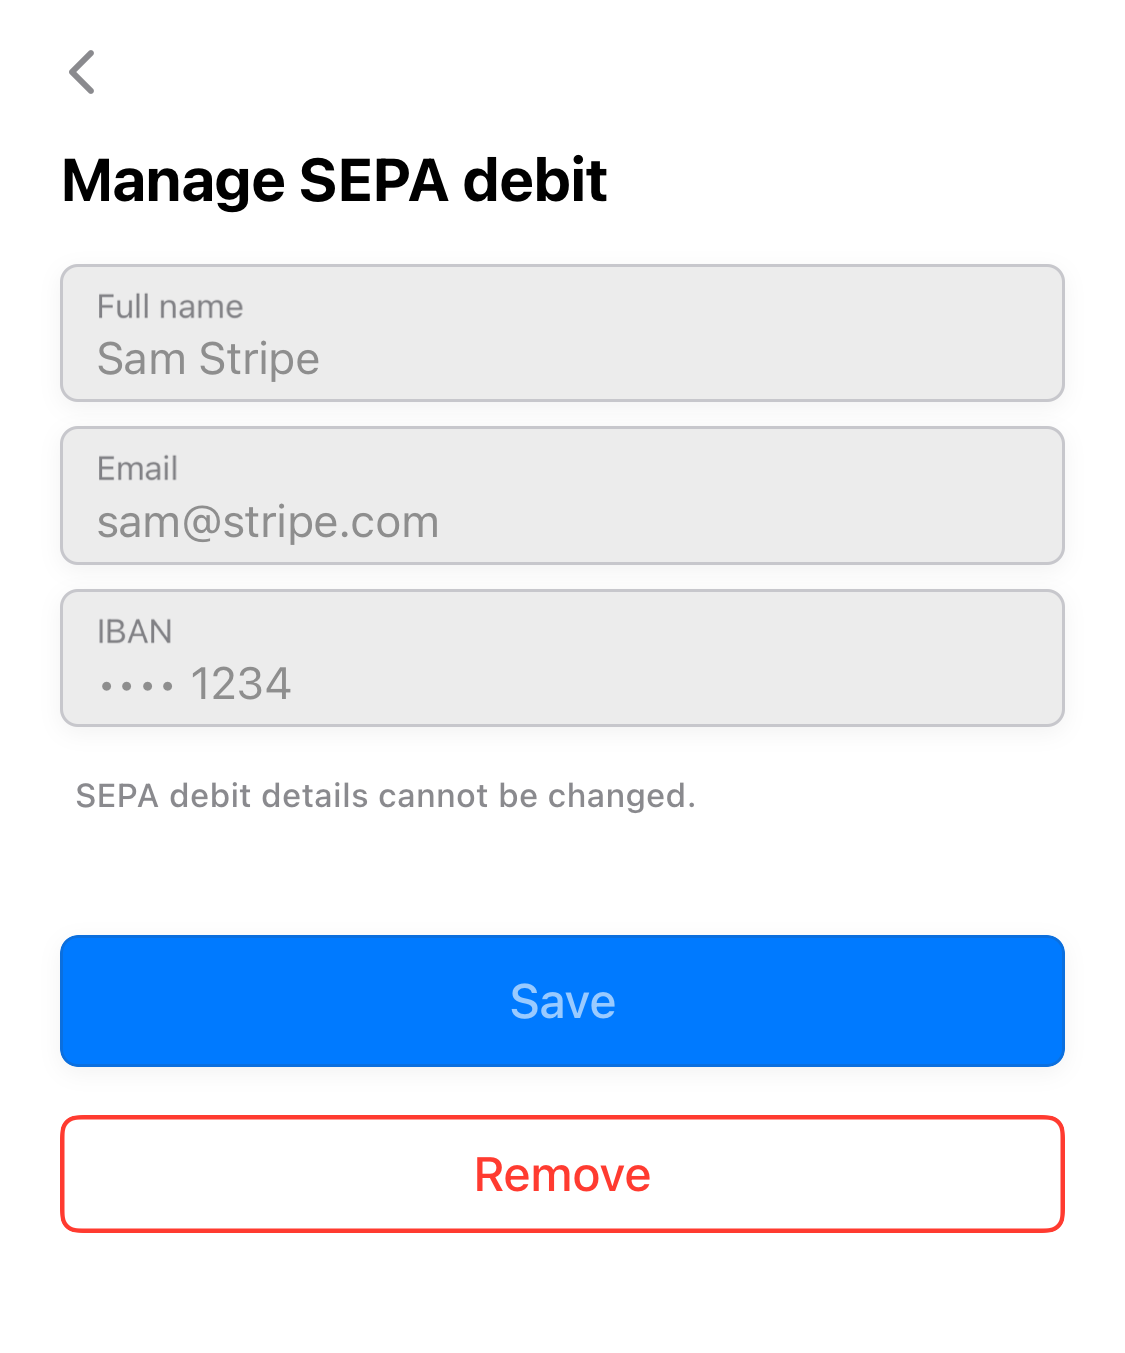 Manage SEPA debit
Full name
Sam Stripe
Email
sam@stripe.com
IBAN
•••• 1234
SEPA debit details cannot be changed.
Save
Remove